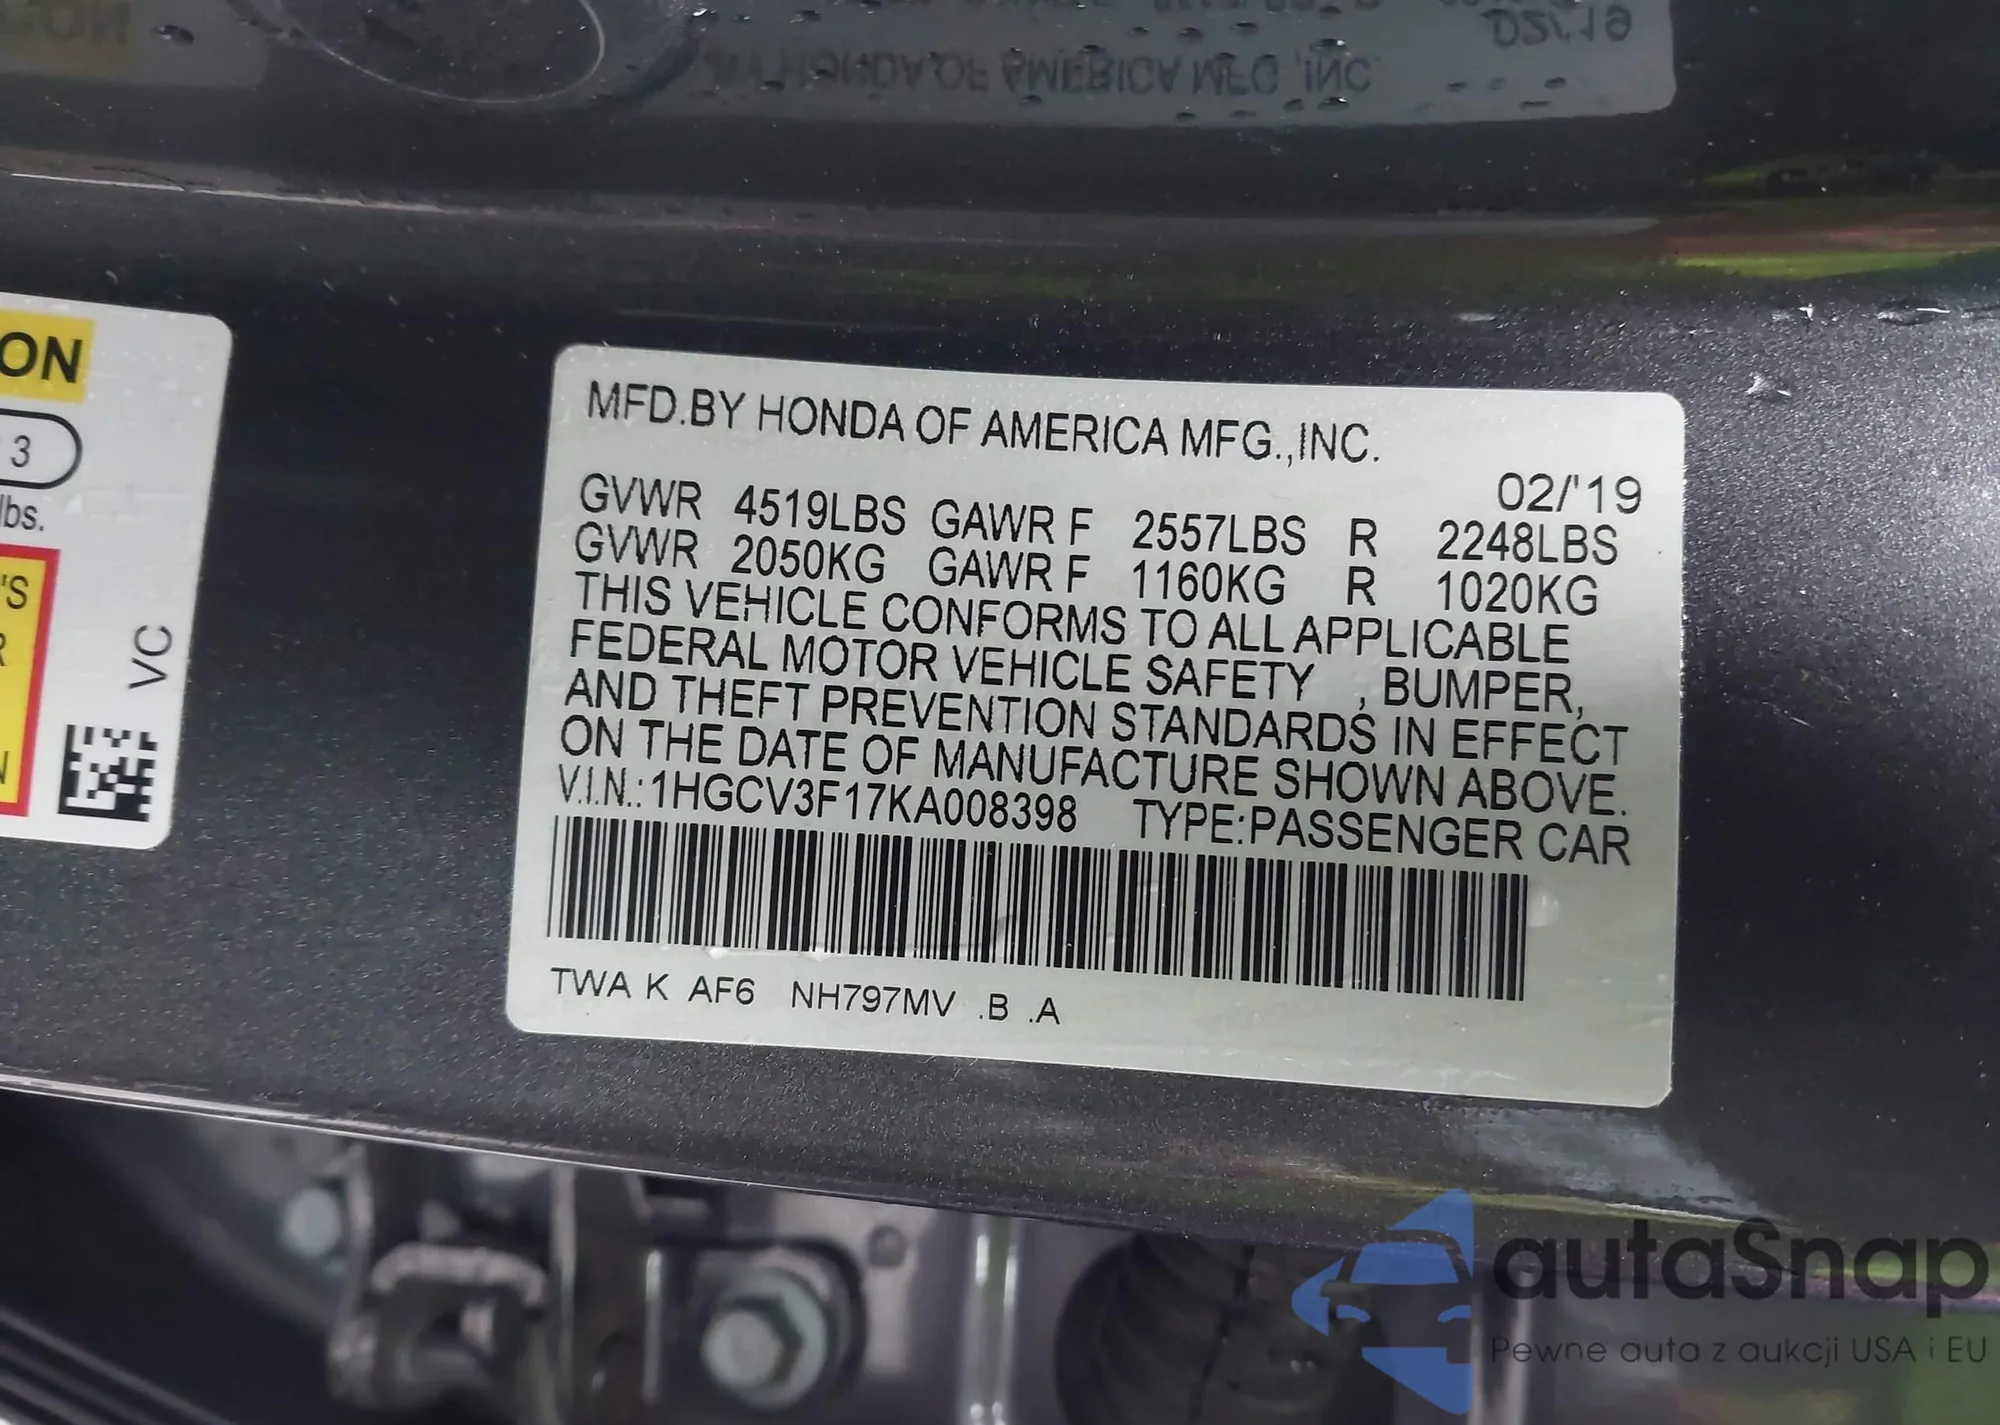 ON
3
lbs.
'S
R
N
VC
MFD.BY HONDA OF AMERICA MFG.,INC.
02/'19
GVWR 4519LBS GAWR F 2557LBS R 2248LBS
GVWR 2050KG GAWR F 1160KG R 1020KG
THIS VEHICLE CONFORMS TO ALL APPLICABLE
FEDERAL MOTOR VEHICLE SAFETY , BUMPER,
AND THEFT PREVENTION STANDARDS IN EFFECT
ON THE DATE OF MANUFACTURE SHOWN ABOVE.
V.I.N.:1HGCV3F17KA008398 TYPE:PASSENGER CAR
TWA K AF6 NH797MV .B .A
autaSnap
Pewne auta z aukcji USA i EU